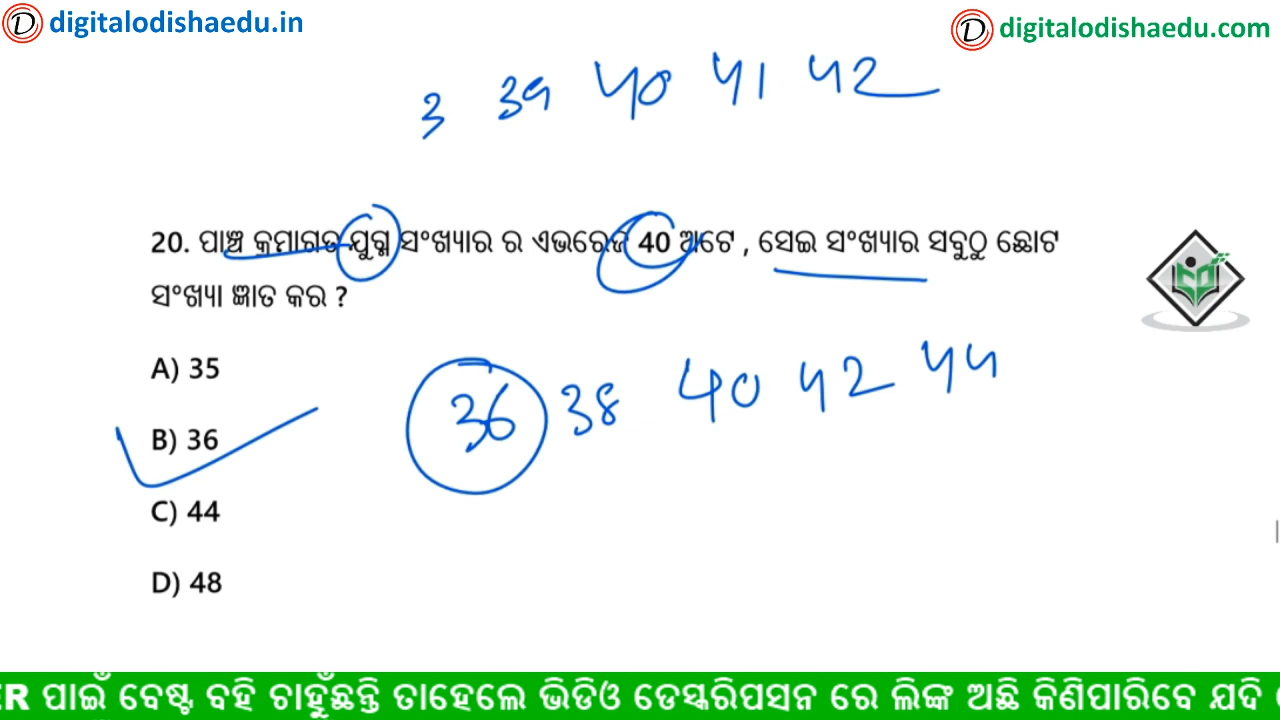 digitalodishaedu.in
digitalodishaedu.com
3 39 40 41 42
20. ପାଞ୍ଚ କ୍ରମାଗତ ଯୁଗ୍ମ ସଂଖ୍ୟାର ର ଏଭରେଜ 40 ଅଟେ , ସେଇ ସଂଖ୍ୟାର ସବୁଠୁ ଛୋଟ
ସଂଖ୍ୟା ଜ୍ଞାତ କର ?
A) 35
36 38 40 42 44
B) 36
C) 44
D) 48
ER ପାଇଁ ବେଷ୍ଟ ବହି ଚାହୁଁଛନ୍ତି ତାହେଲେ ଭିଡିଓ ଡେସ୍କରିପସନ ରେ ଲିଙ୍କ ଅଛି କିଣିପାରିବେ ଯଦି